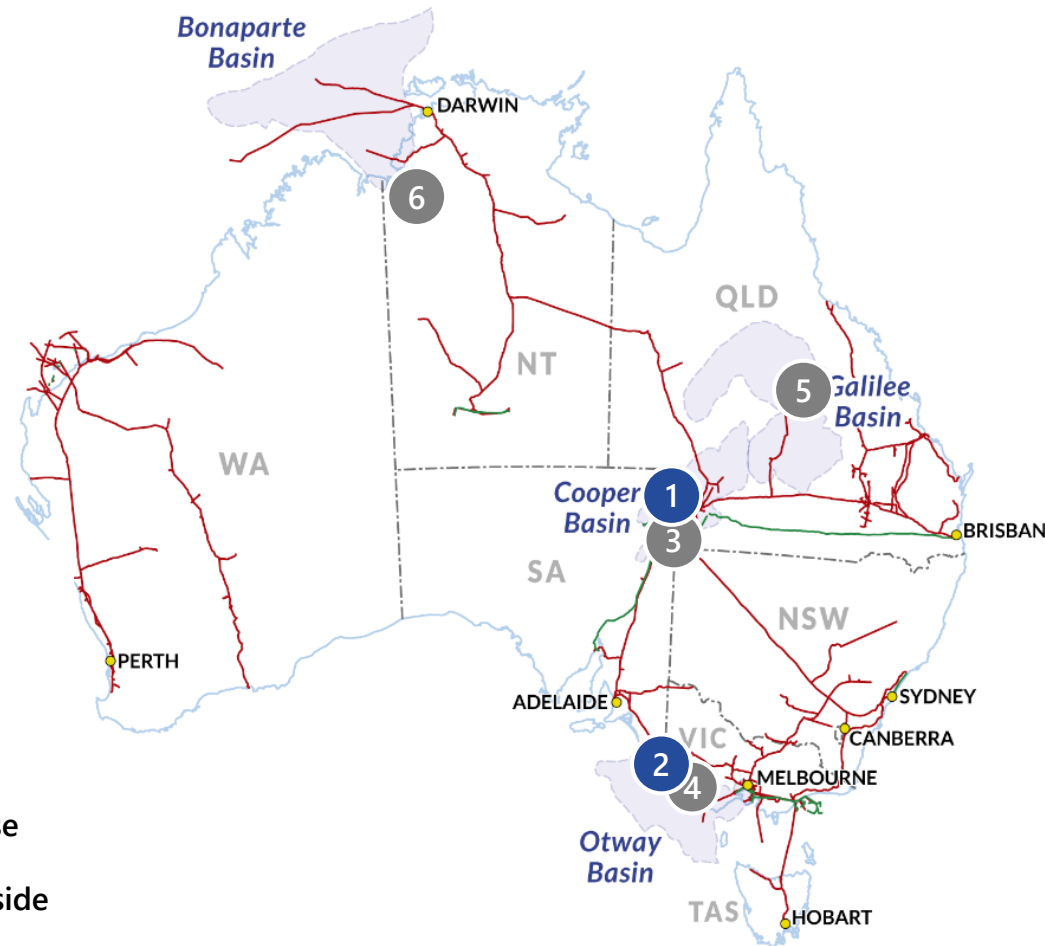 Bonaparte
Basin
DARWIN
6
QLD
NT
5
Galilee
Basin
WA
Cooper
Basin
1
3
BRISBAN
SA
NSW
PERTH
ADELAIDE
SYDNEY
CANBERRA
VIC
2
4
MELBOURNE
se
Otway
Basin
side
TAS
HOBART